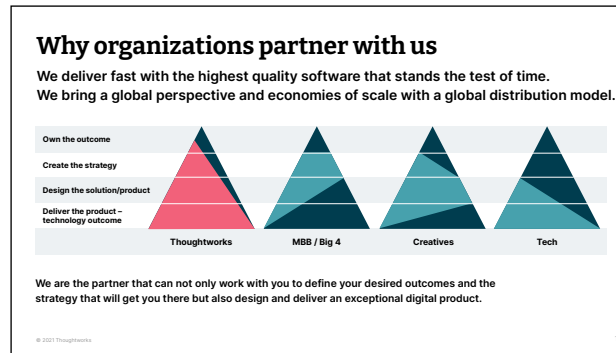 Why organizations partner with us
We deliver fast with the highest quality software that stands the test of time.
We bring a global perspective and economies of scale with a global distribution model.
Own the outcome
Create the strategy
Design the solution/product
Deliver the product –
technology outcome
Thoughtworks
MBB / Big 4
Creatives
Tech
We are the partner that can not only work with you to define your desired outcomes and the
strategy that will get you there but also design and deliver an exceptional digital product.
© 2021 Thoughtworks